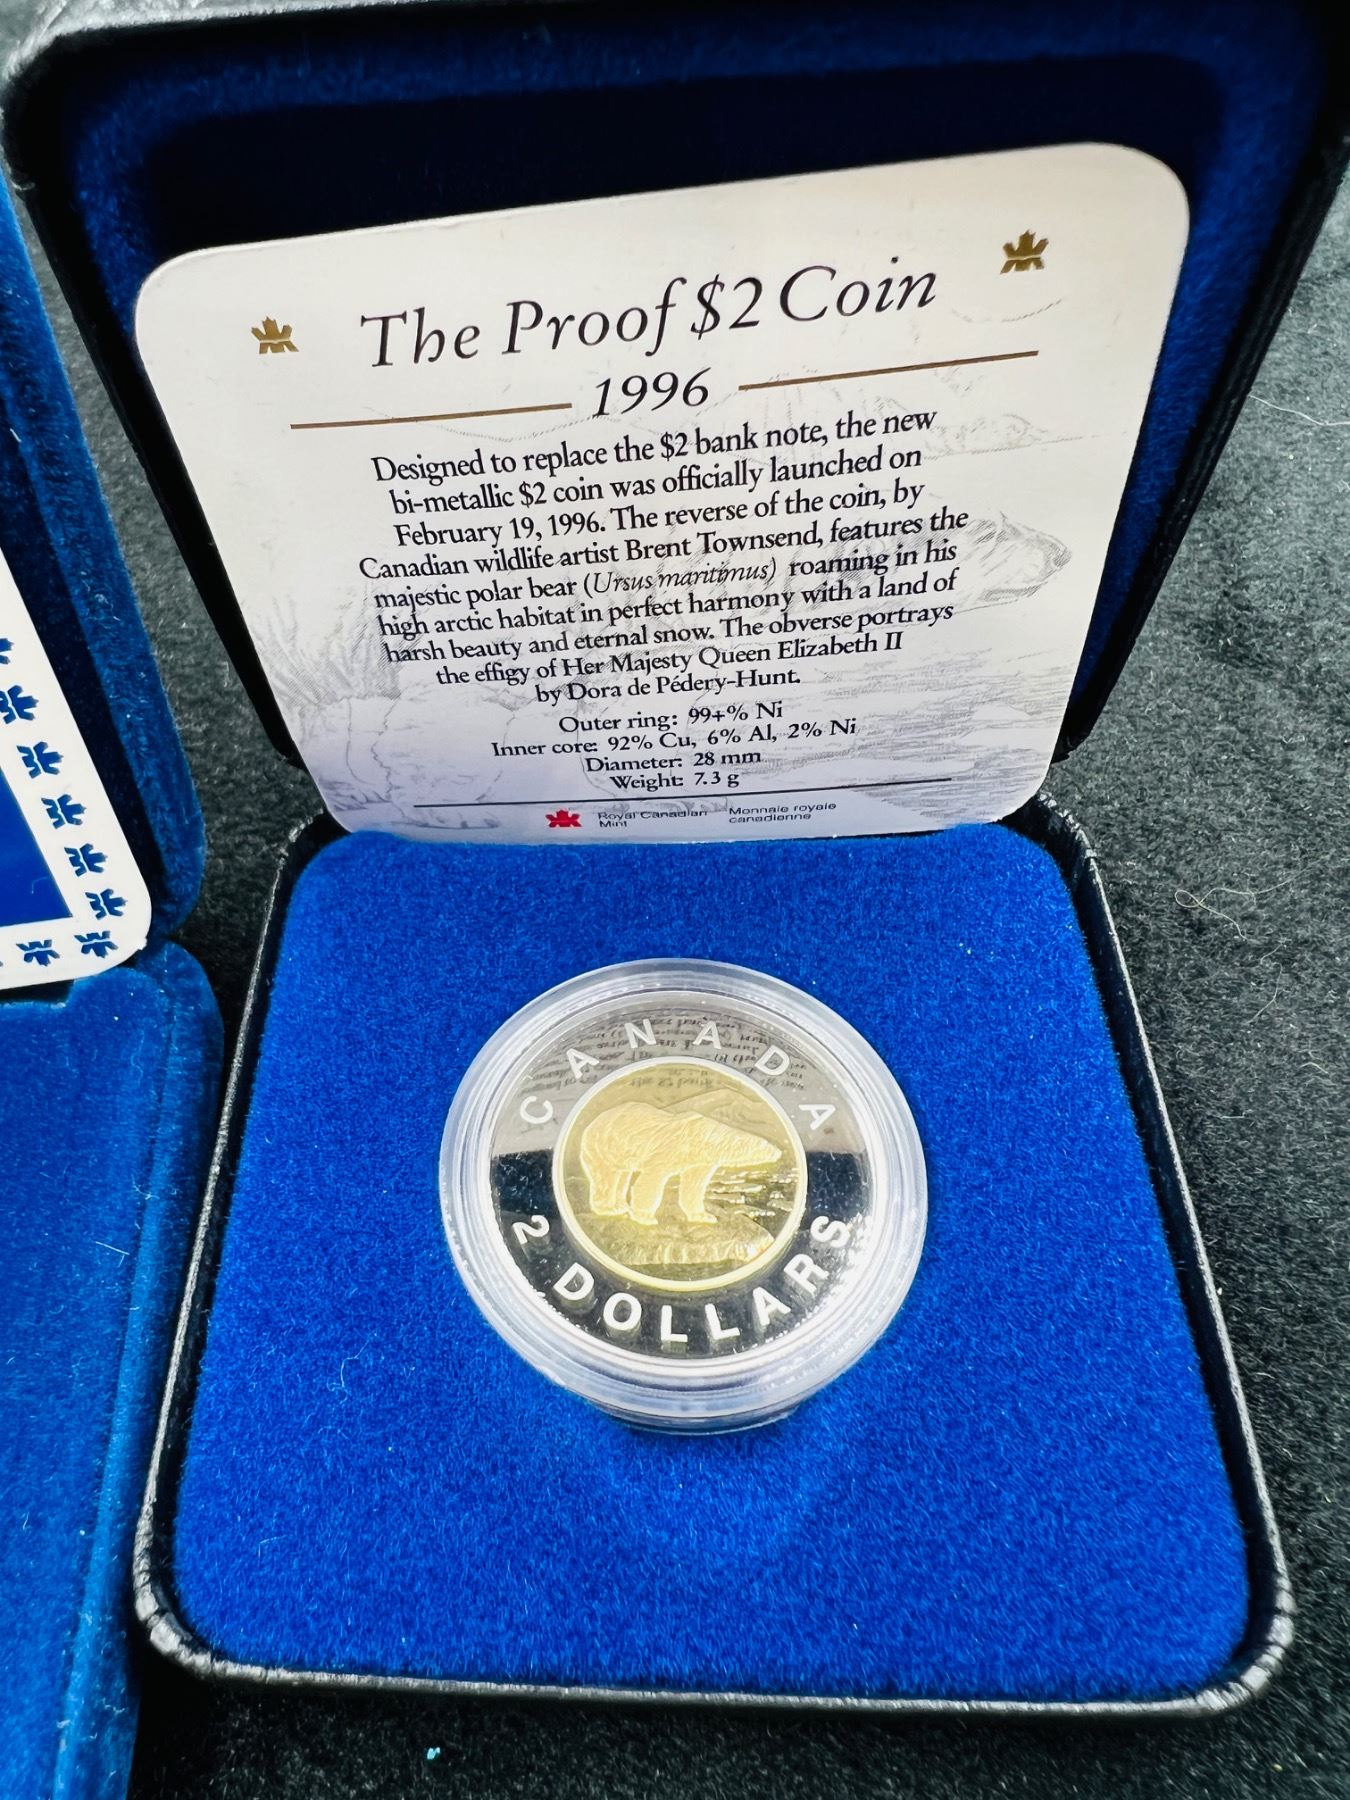 The Proof $2 Coin
1996
Designed to replace the $2 bank note, the new
bi-metallic $2 coin was officially launched on
February 19, 1996. The reverse of the coin, by
Canadian wildlife artist Brent Townsend, features the
majestic polar bear (Ursus maritimus) roaming in his
high arctic habitat in perfect harmony with a land of
harsh beauty and eternal snow. The obverse portrays
the effigy of Her Majesty Queen Elizabeth II
by Dora de Pédery-Hunt.
Outer ring: 99+% Ni
Inner core: 92% Cu, 6% Al, 2% Ni
Diameter: 28 mm
Weight: 7.3 g
Royal Canadian Monnaie royale
Mint canadienne
CANADA
2 DOLLARS